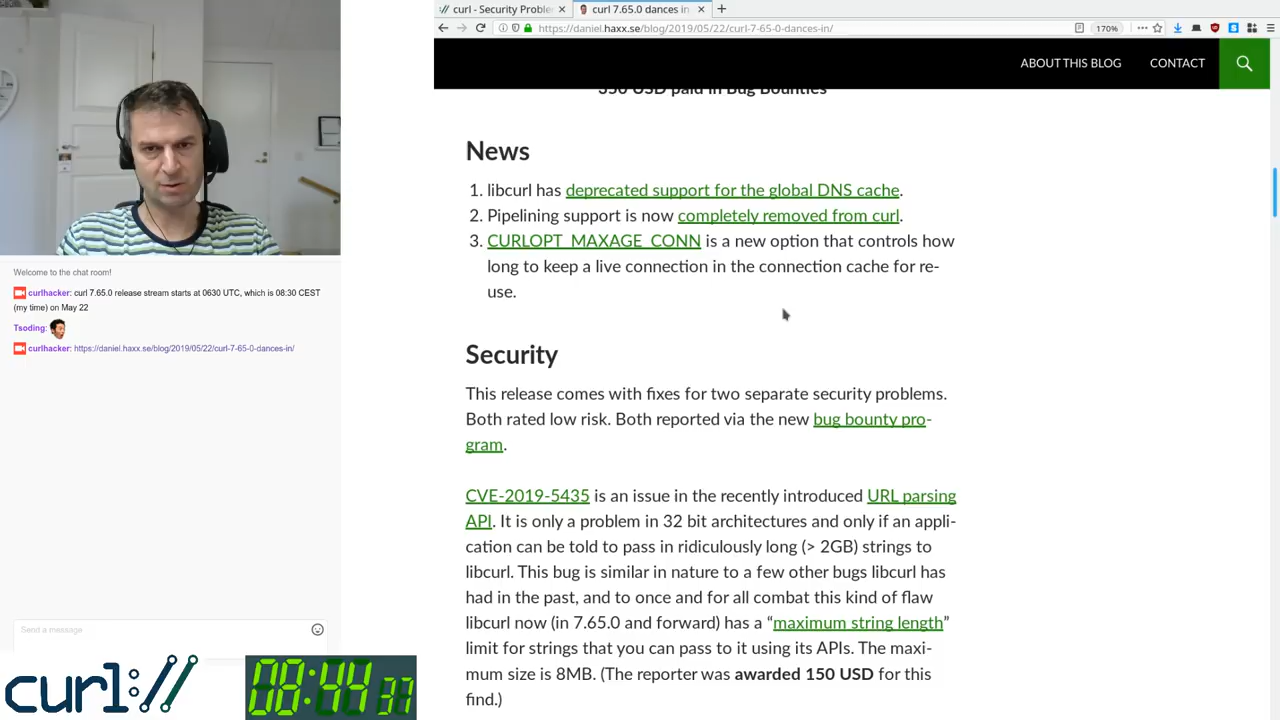 curl - Security Proble
curl 7.65.0 dances in
https://daniel.haxx.se/blog/2019/05/22/curl-7-65-0-dances-in/
170%
ABOUT THIS BLOG
CONTACT
350 USD paid in Bug Bounties
News
1. libcurl has deprecated support for the global DNS cache.
2. Pipelining support is now completely removed from curl.
3. CURLOPT_MAXAGE_CONN is a new option that controls how
long to keep a live connection in the connection cache for re-
use.
Security
This release comes with fixes for two separate security problems.
Both rated low risk. Both reported via the new bug bounty pro-
gram.
CVE-2019-5435 is an issue in the recently introduced URL parsing
API. It is only a problem in 32 bit architectures and only if an appli-
cation can be told to pass in ridiculously long (> 2GB) strings to
libcurl. This bug is similar in nature to a few other bugs libcurl has
had in the past, and to once and for all combat this kind of flaw
libcurl now (in 7.65.0 and forward) has a “maximum string length”
limit for strings that you can pass to it using its APIs. The maxi-
mum size is 8MB. (The reporter was awarded 150 USD for this
find.)
Welcome to the chat room!
curlhacker: curl 7.65.0 release stream starts at 0630 UTC, which is 08:30 CEST
(my time) on May 22
Tsoding:
curlhacker: https://daniel.haxx.se/blog/2019/05/22/curl-7-65-0-dances-in/
Send a message
curl://
08:44 31